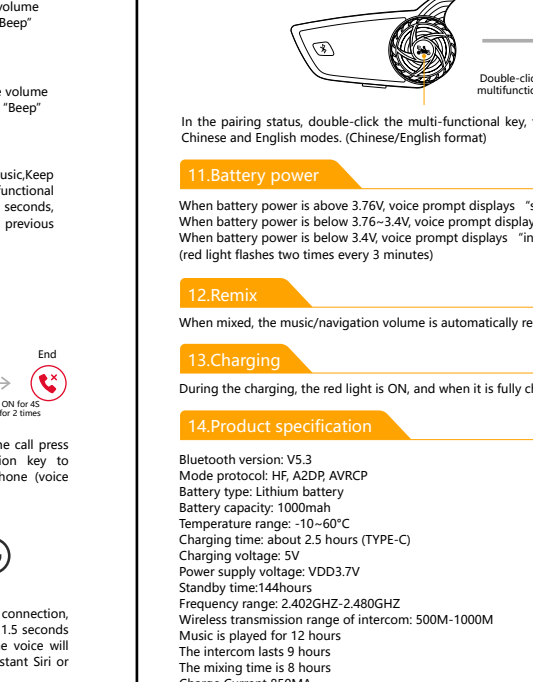 volume
Beep"
volume
"Beep"
Keep
functional
seconds,
previous
End
ON for 4S
for 2 times
call press
key to
(voice
connection,
1.5 seconds
voice will
Siri or
multifunctio
In the pairing status, double-click the multi-functional key,
Chinese and English modes. (Chinese/English format)
11.Battery power
When battery power is above 3.76V, voice prompt displays "s
When battery power is below 3.76~3.4V, voice prompt display
When battery power is below 3.4V, voice prompt displays "in
(red light flashes two times every 3 minutes)
12.Remix
When mixed, the music/navigation volume is automatically re
13.Charging
During the charging, the red light is ON, and when it is fully ch
14.Product specification
Bluetooth version: V5.3
Mode protocol: HF, A2DP, AVRCP
Battery type: Lithium battery
Battery capacity: 1000mah
Temperature range: -10~60°C
Charging time: about 2.5 hours (TYPE-C)
Charging voltage: 5V
Power supply voltage: VDD3.7V
Standby time:144hours
Frequency range: 2.402GHZ-2.480GHZ
Wireless transmission range of intercom: 500M-1000M
Music is played for 12 hours
The intercom lasts 9 hours
The mixing time is 8 hours
Charge Current 850MA